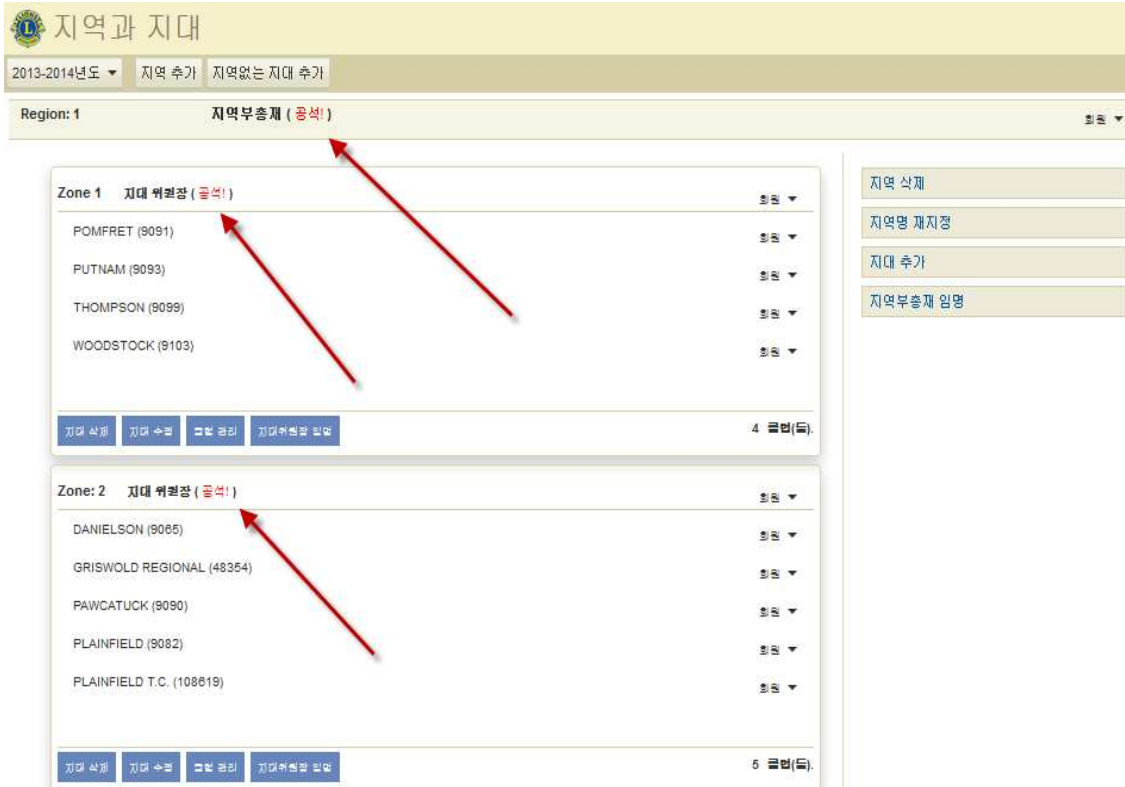 지역과 지대
2013-2014년도 지역 추가 지역없는 지대 추가
Region: 1 지역부총재 ( 공석! ) 회원
Zone 1 지대 위원장 ( 공석! ) 회원
POMFRET (9091) 회원
PUTNAM (9093) 회원
THOMPSON (9099) 회원
WOODSTOCK (9103) 회원
지대 삭제 지대 수정 클럽 관리 지대위원장 임명 4 클럽(들).
Zone: 2 지대 위원장 ( 공석! ) 회원
DANIELSON (9065) 회원
GRISWOLD REGIONAL (48354) 회원
PAWCATUCK (9090) 회원
PLAINFIELD (9082) 회원
PLAINFIELD T.C. (108619) 회원
지대 삭제 지대 수정 클럽 관리 지대위원장 임명 5 클럽(들).
지역 삭제
지역명 재지정
지대 추가
지역부총재 임명